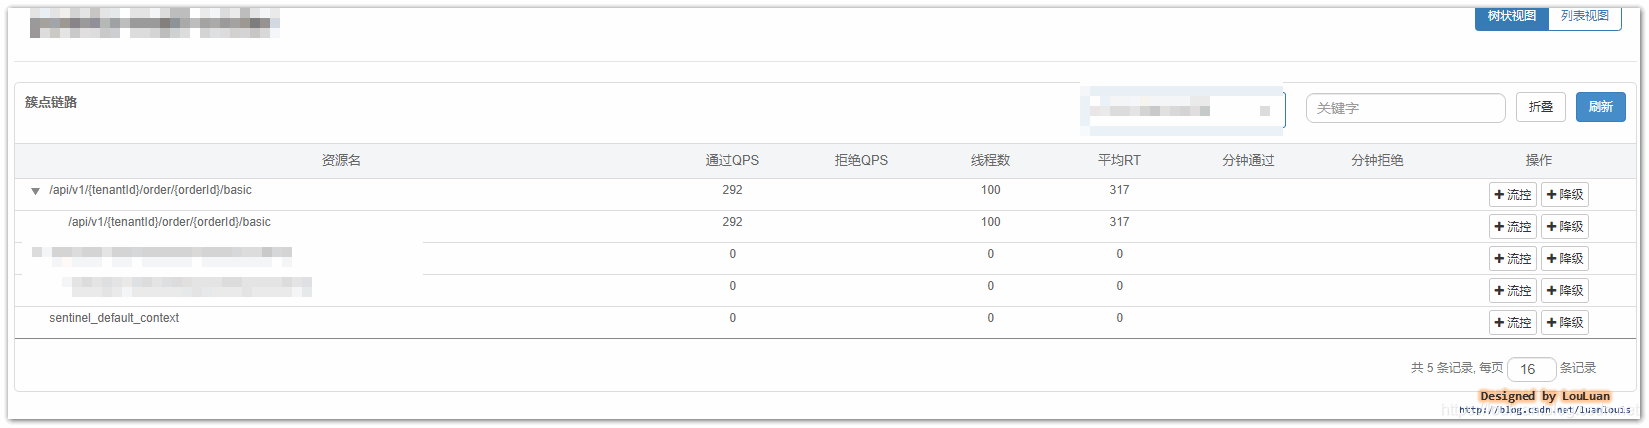 树状视图 列表视图
簇点链路 关键字 折叠 刷新
资源名 通过QPS 拒绝QPS 线程数 平均RT 分钟通过 分钟拒绝 操作
/api/v1/{tenantId}/order/{orderId}/basic 292 100 317 流控 降级
/api/v1/{tenantId}/order/{orderId}/basic 292 100 317 流控 降级
0 0 0 流控 降级
0 0 0 流控 降级
sentinel_default_context 0 0 0 流控 降级
共 5 条记录, 每页 16 条记录
Designed by LouLuan
http://blog.csdn.net/luanlouis